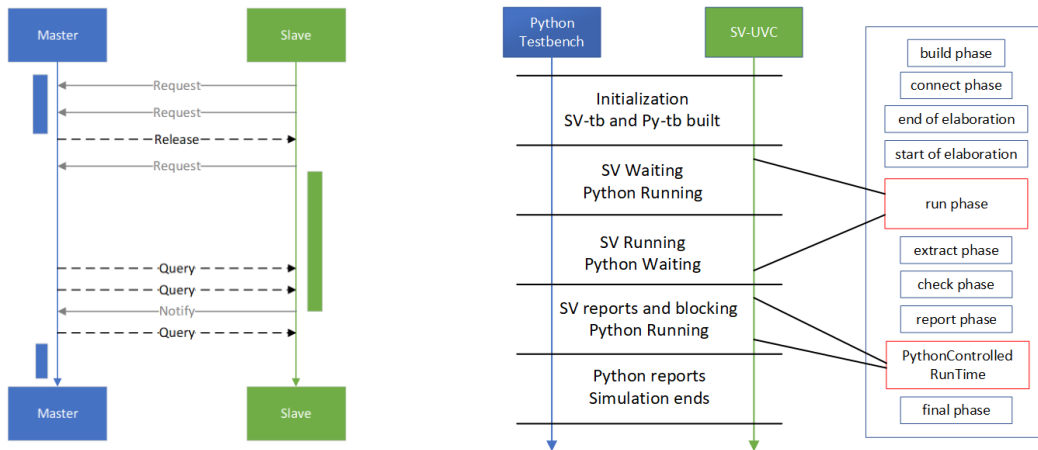 Master
Slave
Request
Request
Release
Request
Query
Query
Notify
Query
Master
Slave
Python
Testbench
SV-UVC
Initialization
SV-tb and Py-tb built
SV Waiting
Python Running
SV Running
Python Waiting
SV reports and blocking
Python Running
Python reports
Simulation ends
build phase
connect phase
end of elaboration
start of elaboration
run phase
extract phase
check phase
report phase
PythonControlled
RunTime
final phase